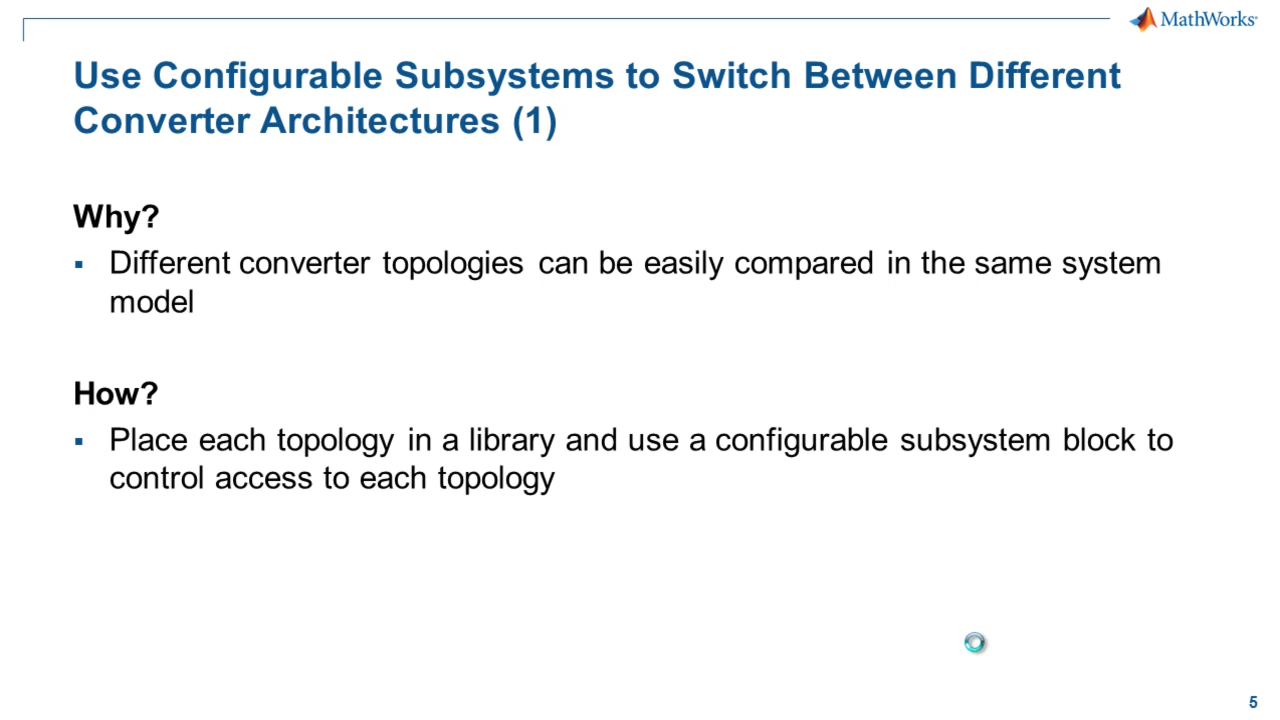 MathWorks
Use Configurable Subsystems to Switch Between Different
Converter Architectures (1)
Why?
▪ Different converter topologies can be easily compared in the same system
model
How?
▪ Place each topology in a library and use a configurable subsystem block to
control access to each topology
5